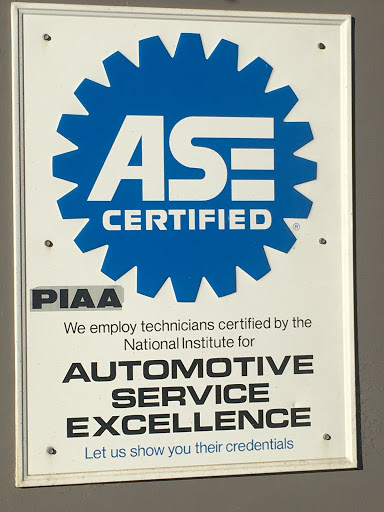 ASE
CERTIFIED®
PIAA
We employ technicians certified by the
National Institute for
AUTOMOTIVE
SERVICE
EXCELLENCE
Let us show you their credentials